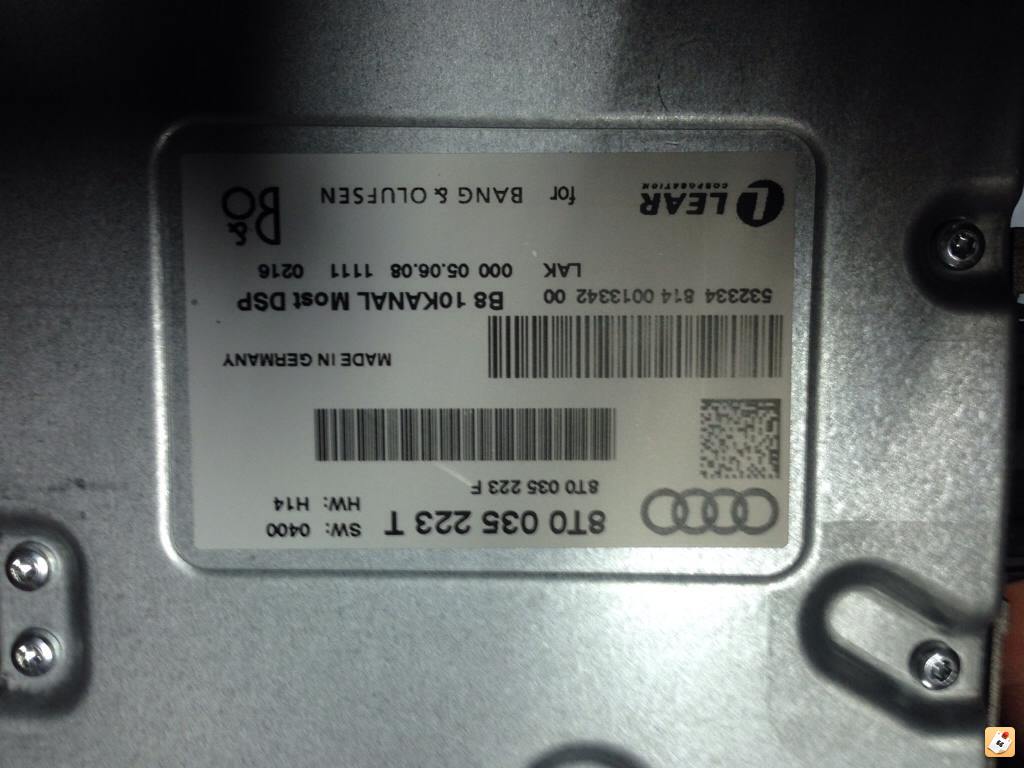 8T0 035 223 T SW: 0400
8T0 035 223 F HW: H14
MADE IN GERMANY
532334 814 0013342 00 B8 10KANAL Most DSP
LAK 000 05.06.08 1111 0216
LEAR
CORPORATION
for BANG & OLUFSEN
B&O